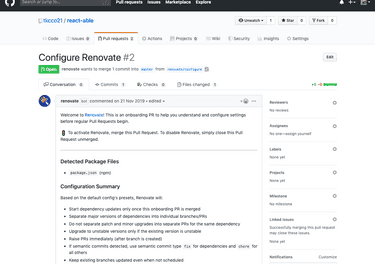 Search or jump to...
Pull requests Issues Marketplace Explore
ticco21 / react-able
Unwatch 1 Star 0 Fork 0
Code Issues Pull requests Actions Projects Wiki Security Insights Settings
Configure Renovate #2
Edit
Open renovate wants to merge 1 commit into master from renovate/configure
Conversation Commits 1 Checks 0 Files changed
renovate bot commented on 21 Nov 2019 • edited
Welcome to Renovate! This is an onboarding PR to help you understand and configure settings
before regular Pull Requests begin.
To activate Renovate, merge this Pull Request. To disable Renovate, simply close this Pull
Request unmerged.
Detected Package Files
• package.json (npm)
Configuration Summary
Based on the default config's presets, Renovate will:
• Start dependency updates only once this onboarding PR is merged
• Separate major versions of dependencies into individual branches/PRs
• Do not separate patch and minor upgrades into separate PRs for the same dependency
• Upgrade to unstable versions only if the existing version is unstable
• Raise PRs immediately (after branch is created)
• If semantic commits detected, use semantic commit type fix for dependencies and chore for
all others
• Keep existing branches updated even when not scheduled
Reviewers
No reviews
Assignees
No one—assign yourself
Labels
None yet
Projects
None yet
Milestone
No milestone
Linked issues
Successfully merging this pull request
may close these issues.
None yet
Notifications Customize